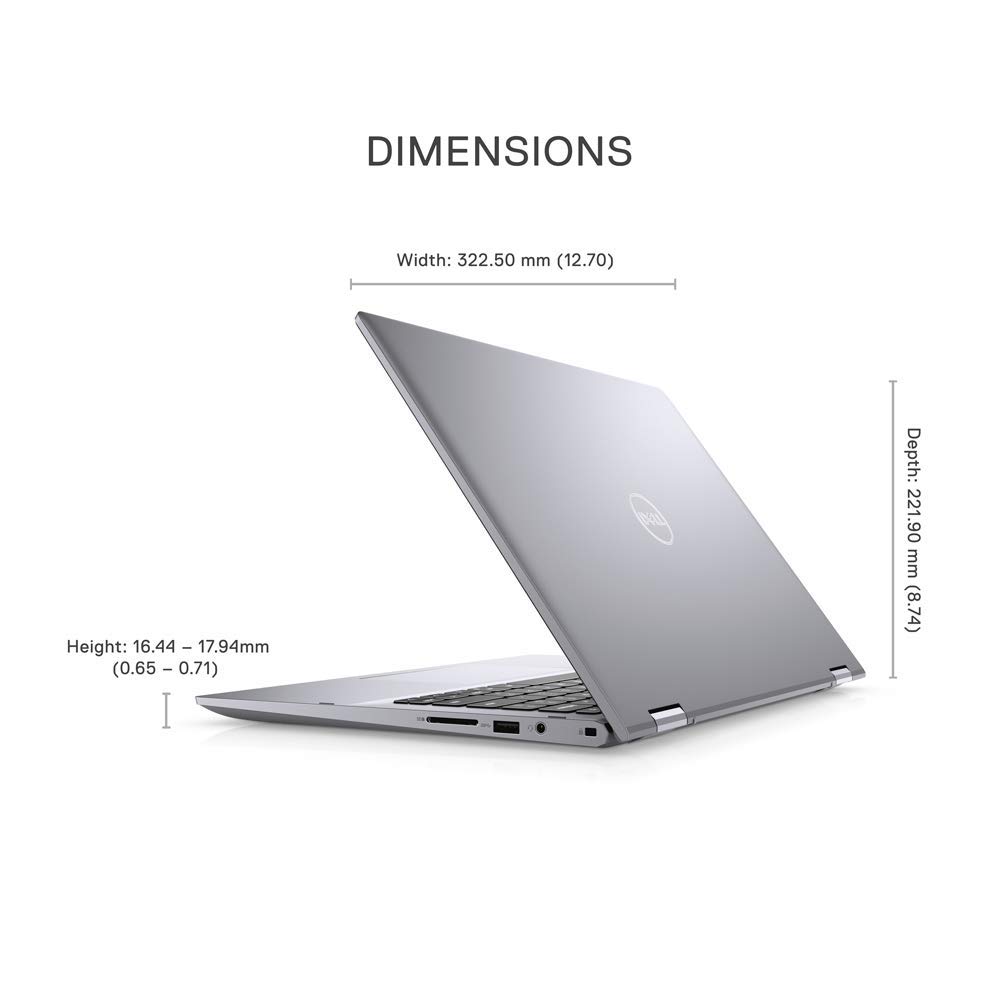 DIMENSIONS
Width: 322.50 mm (12.70)
Depth: 221.90 mm (8.74)
Height: 16.44 – 17.94mm
(0.65 – 0.71)
DELL